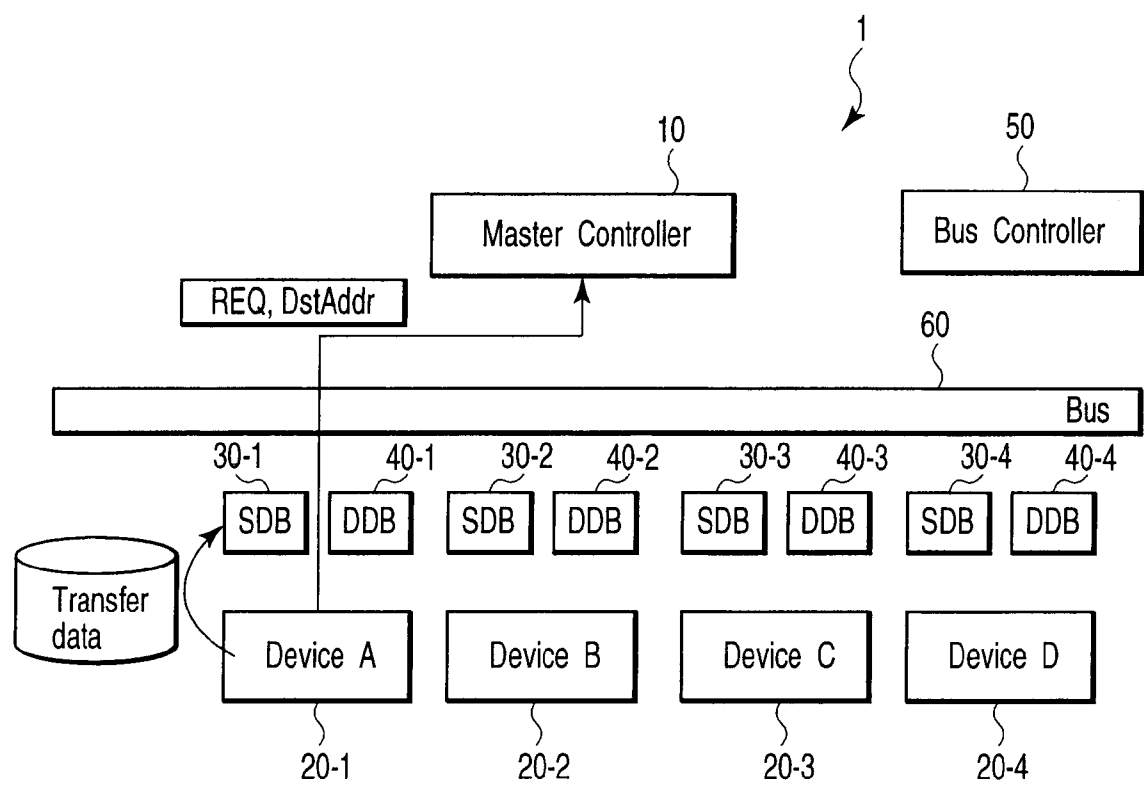 1
10
50
Master Controller
Bus Controller
REQ, DstAddr
60
Bus
30-1 40-1 30-2 40-2 30-3 40-3 30-4 40-4
SDB DDB SDB DDB SDB DDB SDB DDB
Transfer
data
Device A Device B Device C Device D
20-1 20-2 20-3 20-4